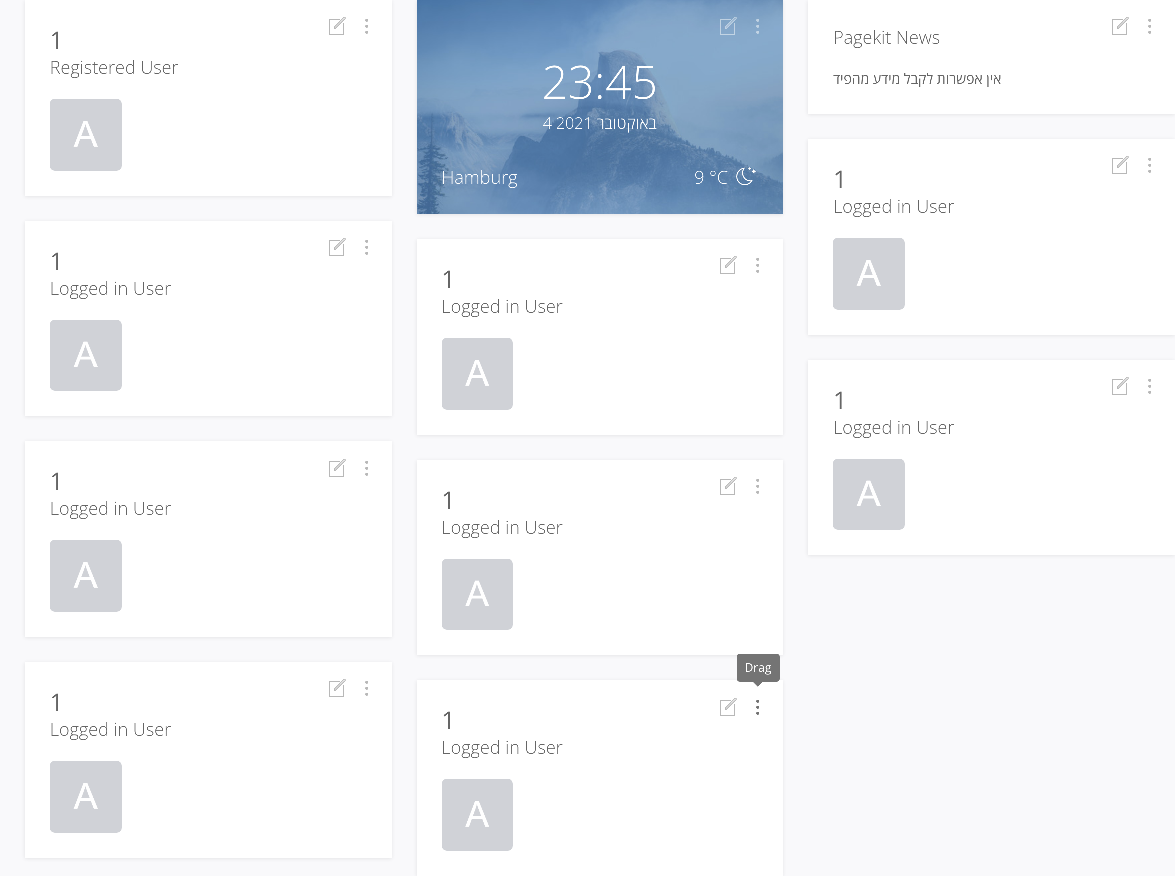 1
Registered User
A
1
Logged in User
A
1
Logged in User
A
1
Logged in User
A
23:45
4 באוקטובר 2021
Hamburg
9 °C
1
Logged in User
A
1
Logged in User
A
Drag
1
Logged in User
A
Pagekit News
אין אפשרות לקבל מידע מהפיד
1
Logged in User
A
1
Logged in User
A